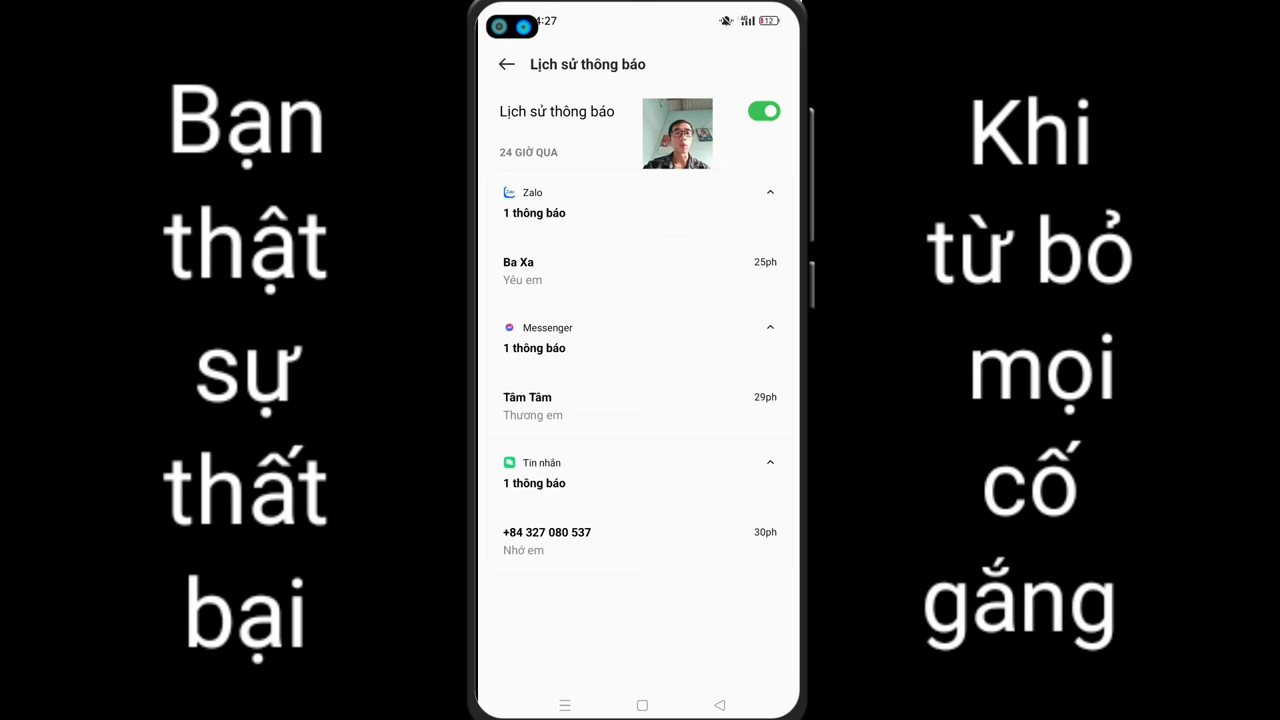 Bạn
thật
sự
thất
bại
4:27
12
Lịch sử thông báo
Lịch sử thông báo
24 GIỜ QUA
Zalo
1 thông báo
Ba Xa 25ph
Yêu em
Messenger
1 thông báo
Tâm Tâm 29ph
Thương em
Tin nhắn
1 thông báo
+84 327 080 537 30ph
Nhớ em
Khi
từ bỏ
mọi
cố
gắng